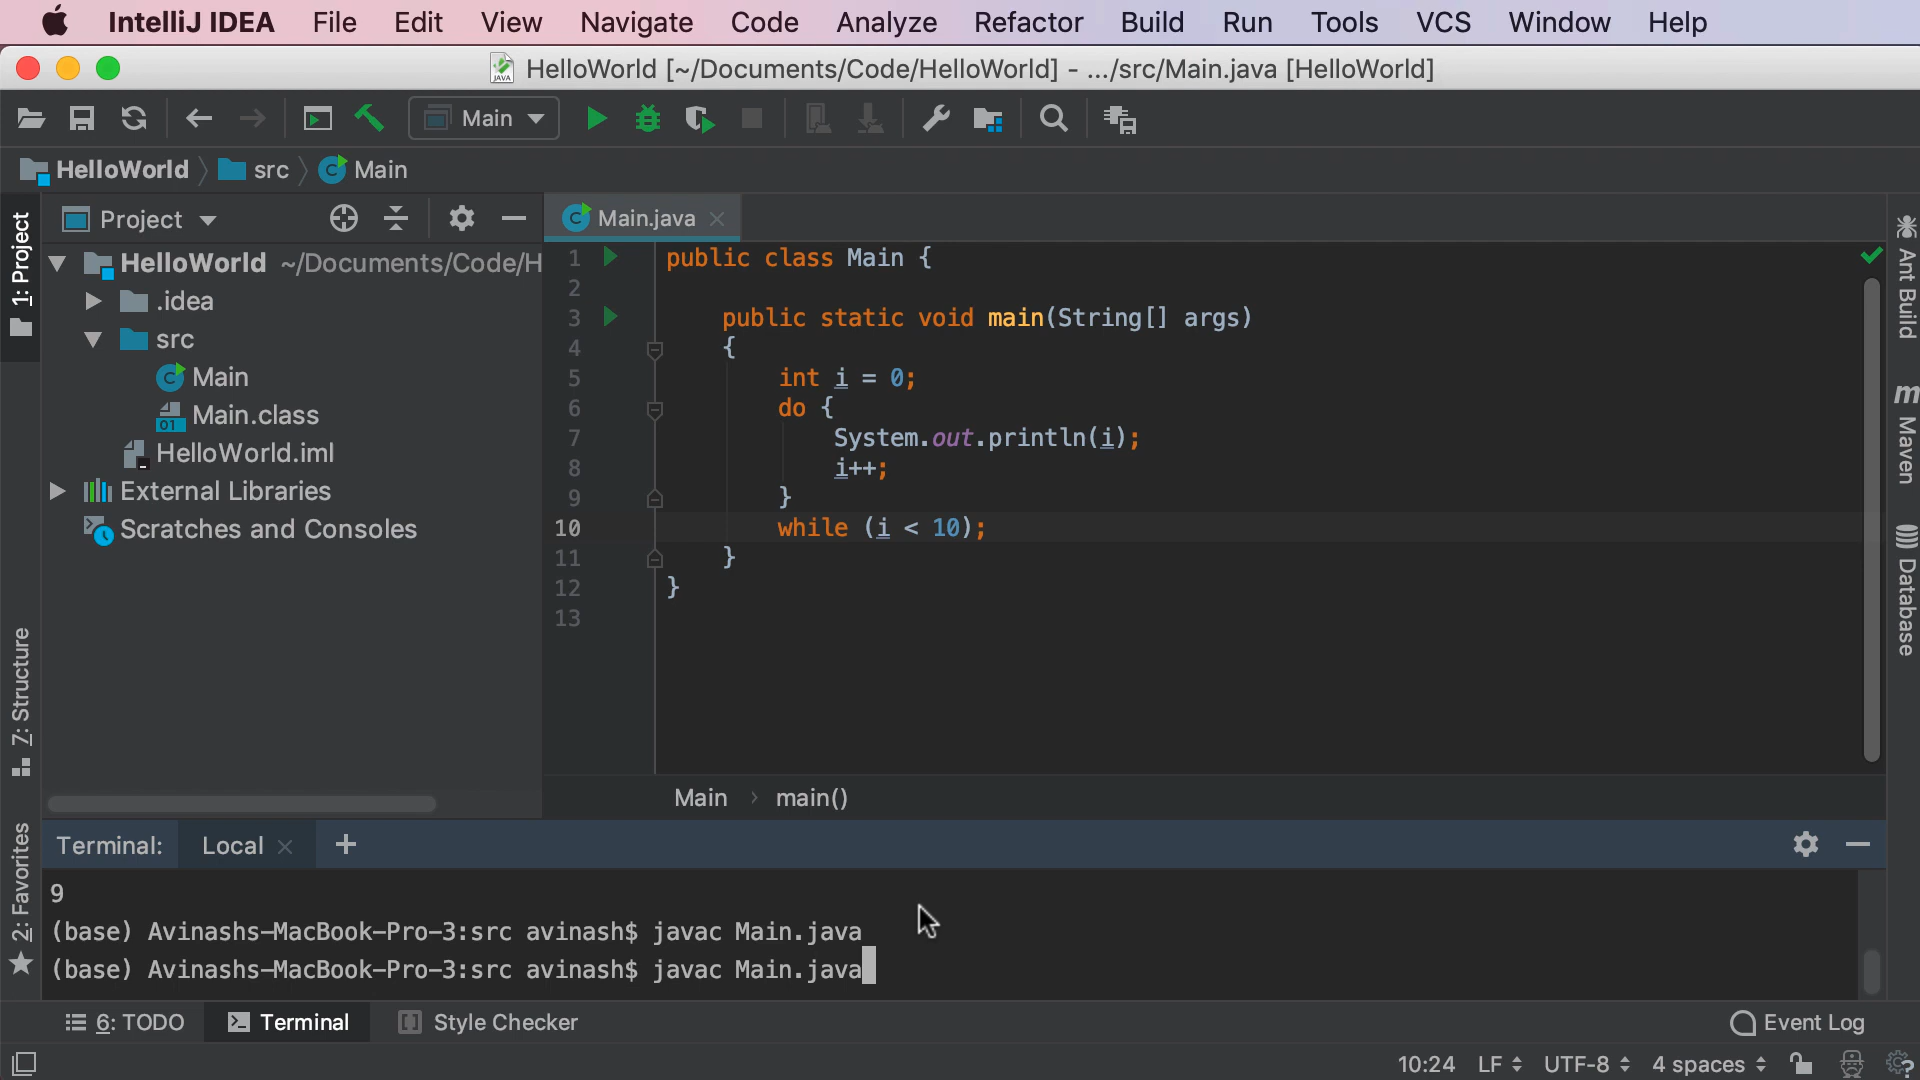 IntelliJ IDEA File Edit View Navigate Code Analyze Refactor Build Run Tools VCS Window Help
HelloWorld [~/Documents/Code/HelloWorld] - .../src/Main.java [HelloWorld]
Main
HelloWorld src Main
1: Project
Project
Main.java
HelloWorld ~/Documents/Code/H
.idea
src
Main
Main.class
HelloWorld.iml
External Libraries
Scratches and Consoles
1 public class Main {
2
3 public static void main(String[] args)
4 {
5 int i = 0;
6 do {
7 System.out.println(i);
8 i++;
9 }
10 while (i < 10);
11 }
12 }
13
Ant Build
Maven
Database
Z: Structure
2: Favorites
Main › main()
Terminal: Local
9
(base) Avinashs-MacBook-Pro-3:src avinash$ javac Main.java
(base) Avinashs-MacBook-Pro-3:src avinash$ javac Main.java
6: TODO Terminal Style Checker Event Log
10:24 LF UTF-8 4 spaces